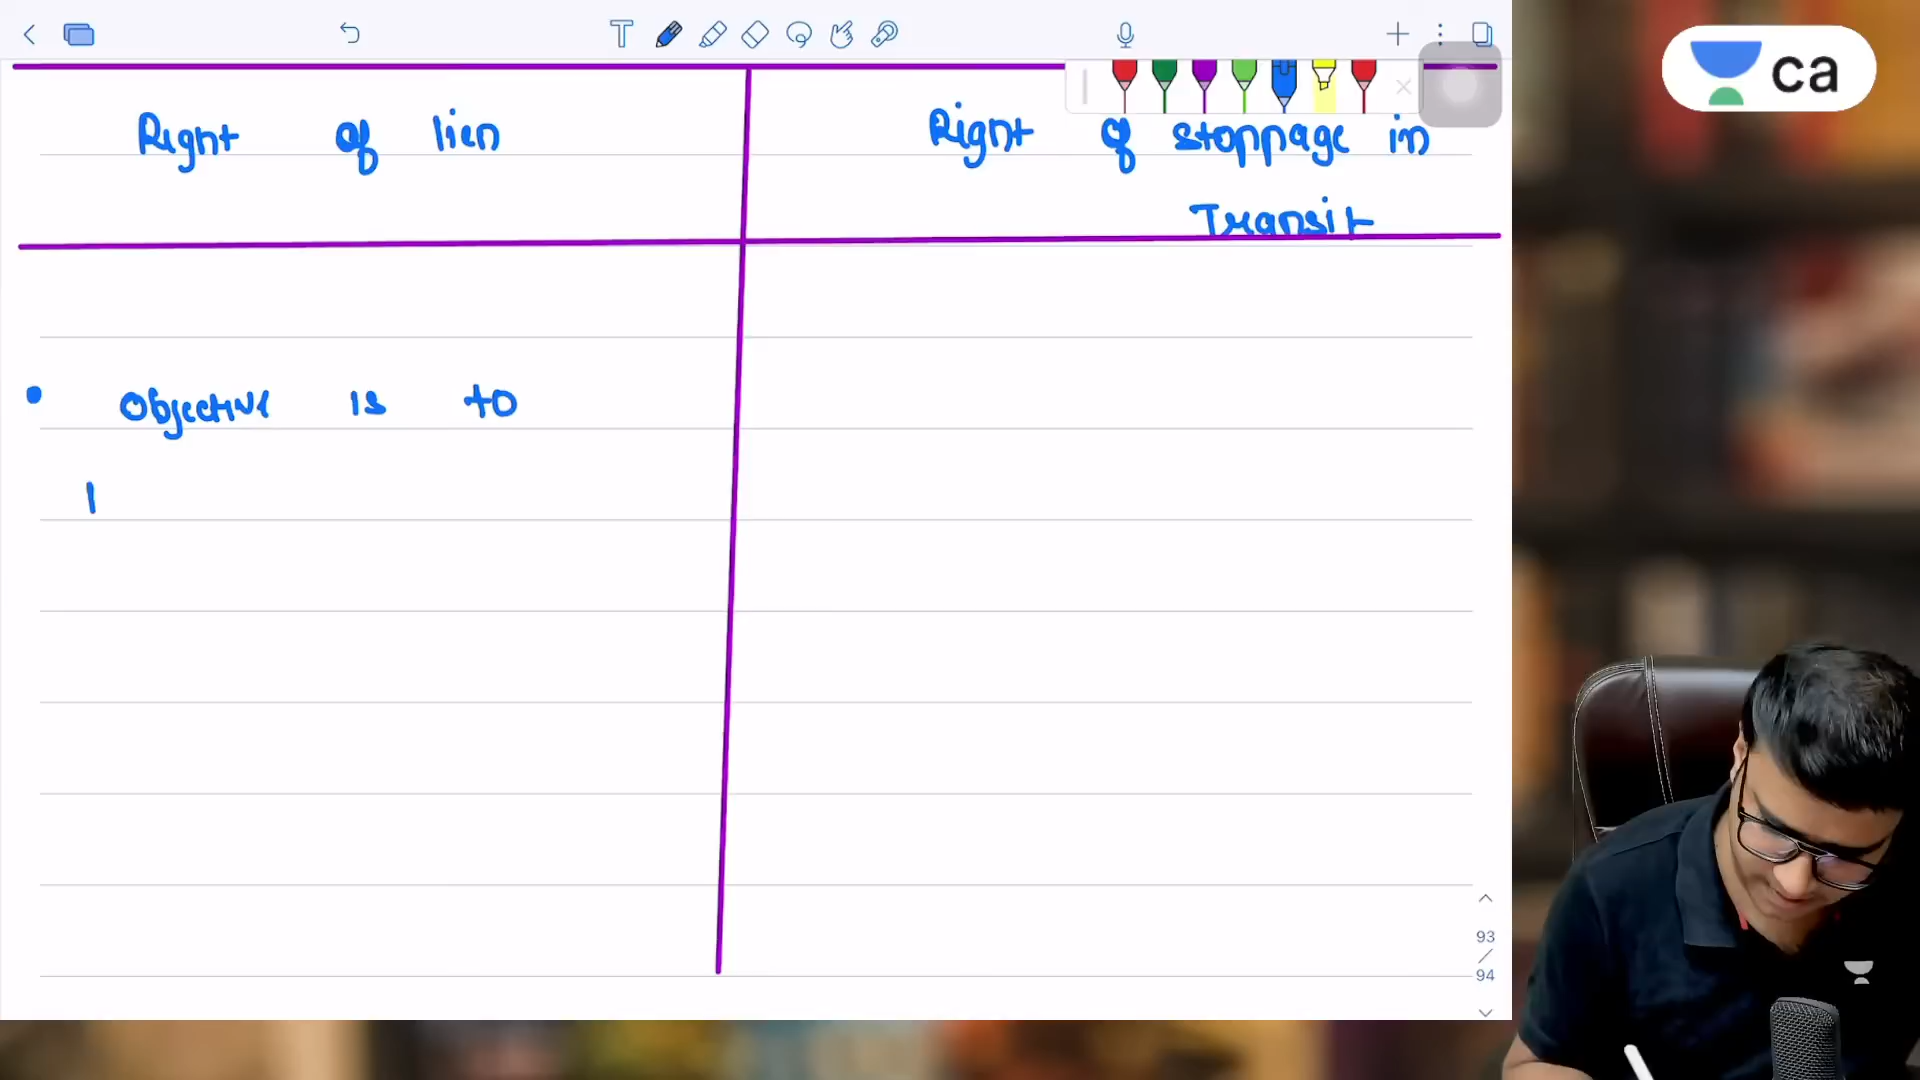 ca
Right of lien
Right of stoppage in
Transit
• Objective is to
93
94